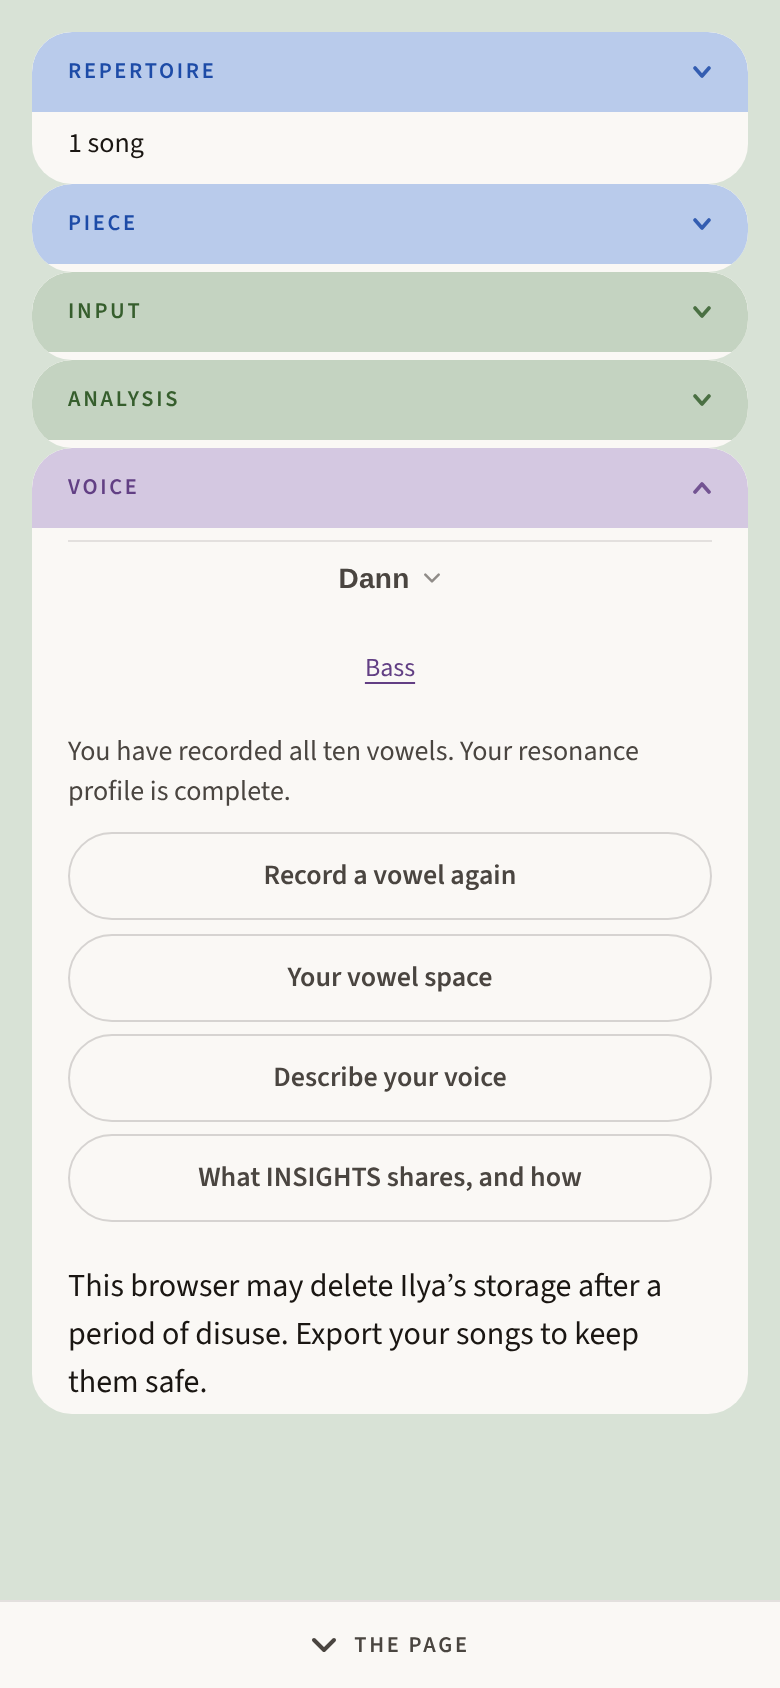 REPERTOIRE
1 song
PIECE
INPUT
ANALYSIS
VOICE
Dann
Bass
You have recorded all ten vowels. Your resonance
profile is complete.
Record a vowel again
Your vowel space
Describe your voice
What INSIGHTS shares, and how
This browser may delete Ilya’s storage after a
period of disuse. Export your songs to keep
them safe.
THE PAGE